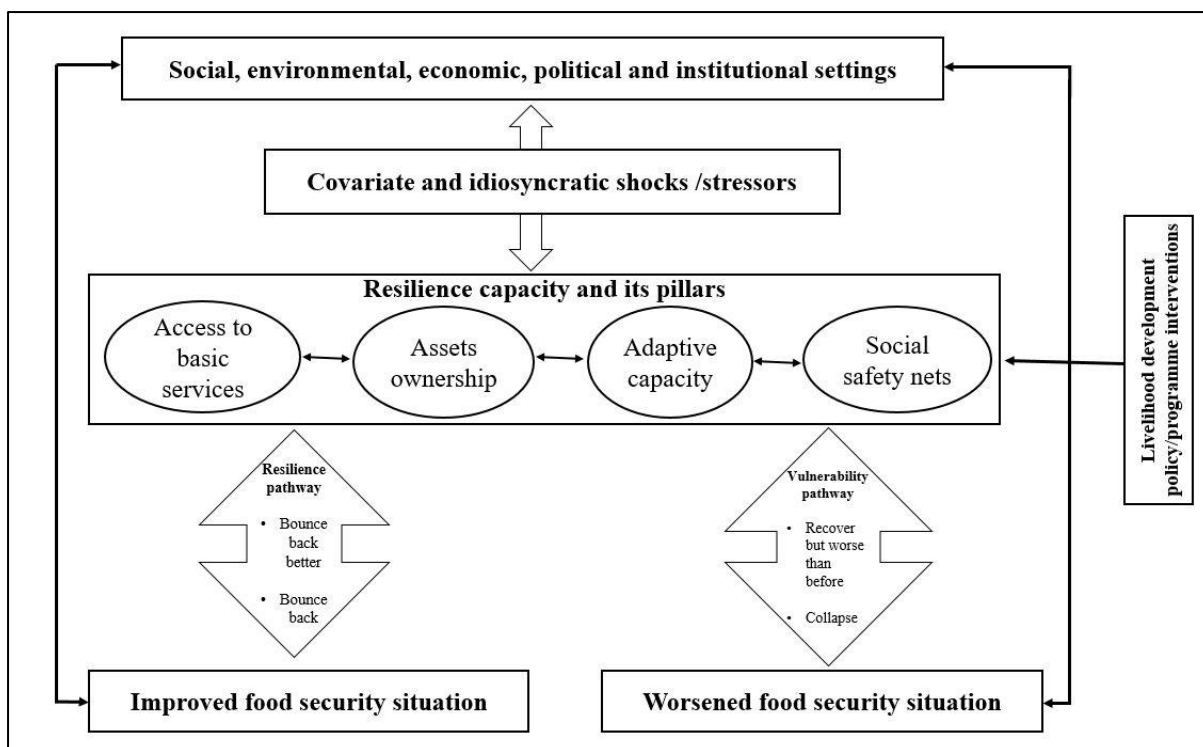 Social, environmental, economic, political and institutional settings
Covariate and idiosyncratic shocks /stressors
Resilience capacity and its pillars
Access to
basic
services
Assets
ownership
Adaptive
capacity
Social
safety nets
Livelihood development
policy/programme interventions
Resilience
pathway
• Bounce
back
better
• Bounce
back
Vulnerability
pathway
• Recover
but worse
than
before
• Collapse
Improved food security situation
Worsened food security situation